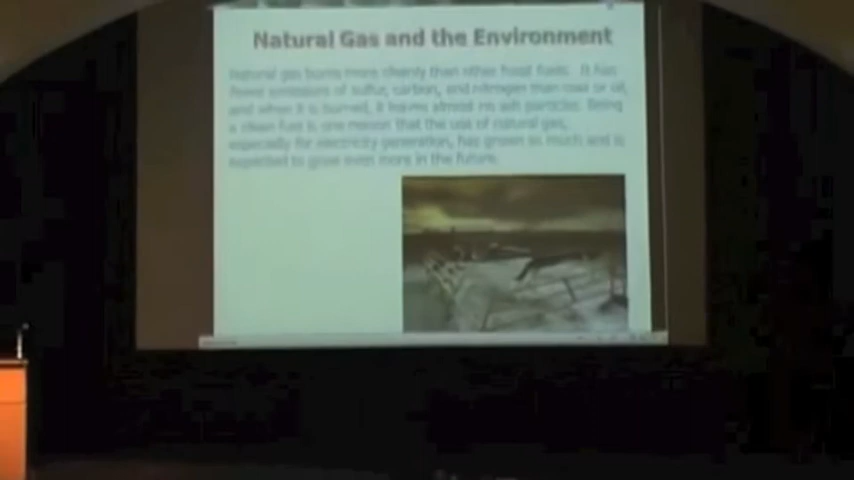 Natural Gas and the Environment
Natural gas burns more cleanly than other fossil fuels. It has
fewer emissions of sulfur, carbon, and nitrogen than coal or oil,
and when it is burned, it leaves almost no ash particles. Being
a clean fuel is one reason that the use of natural gas,
especially for electricity generation, has grown so much and is
expected to grow even more in the future.